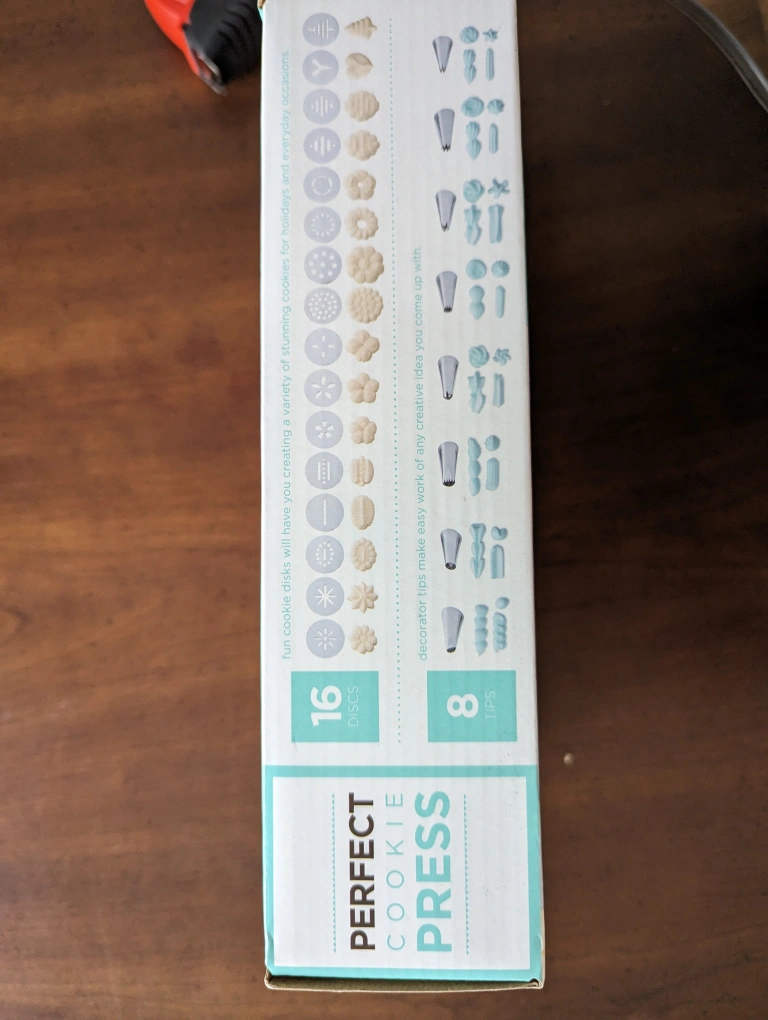 PERFECT
COOKIE
PRESS
16
DISCS
fun cookie disks will have you creating a variety of stunning cookies for holidays and everyday occasions.
8
TIPS
decorator tips make easy work of any creative idea you come up with.